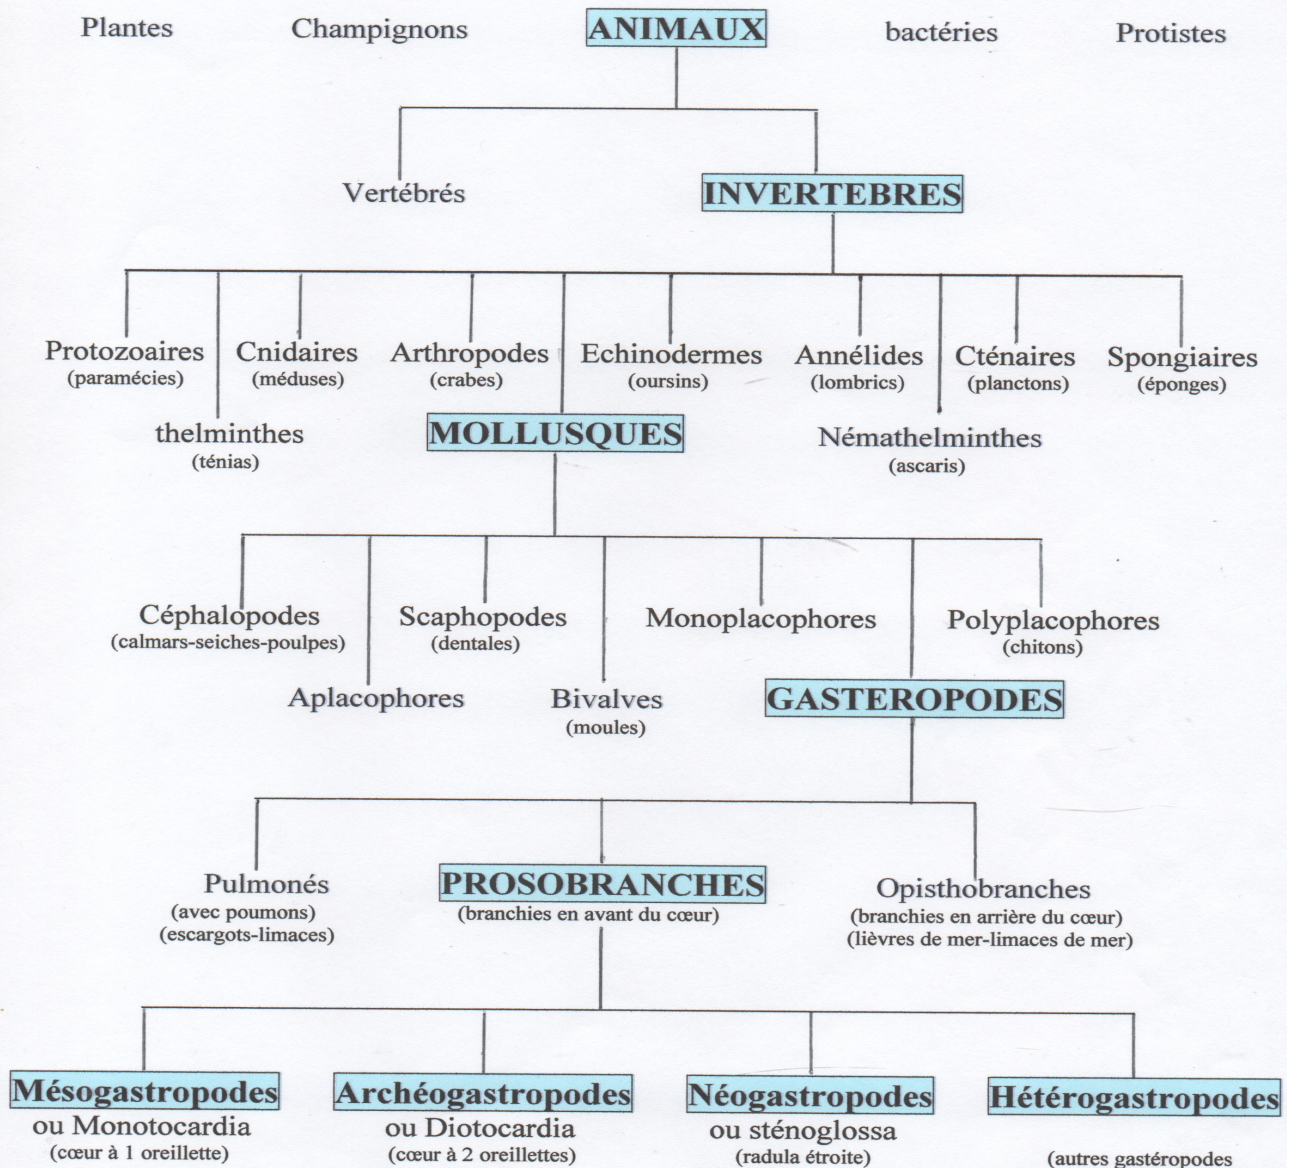 Plantes Champignons ANIMAUX bactéries Protistes
Vertébrés INVERTEBRES
Protozoaires Cnidaires Arthropodes Echinodermes Annélides Cténaires Spongiaires
(paramécies) (méduses) (crabes) (oursins) (lombrics) (planctons) (éponges)
thelminthes MOLLUSQUES Némathelminthes
(ténias) (ascaris)
Céphalopodes Scaphopodes Monoplacophores Polyplacophores
(calmars-seiches-poulpes) (dentales) (chitons)
Aplacophores Bivalves GASTEROPODES
(moules)
Pulmonés PROSOBRANCHES Opisthobranches
(avec poumons) (branchies en avant du cœur) (branchies en arrière du cœur)
(escargots-limaces) (lièvres de mer-limaces de mer)
Mésogastropodes Archéogastropodes Néogastropodes Hétérogastropodes
ou Monotocardia ou Diotocardia ou sténoglossa
(cœur à 1 oreillette) (cœur à 2 oreillettes) (radula étroite) (autres gastéropodes